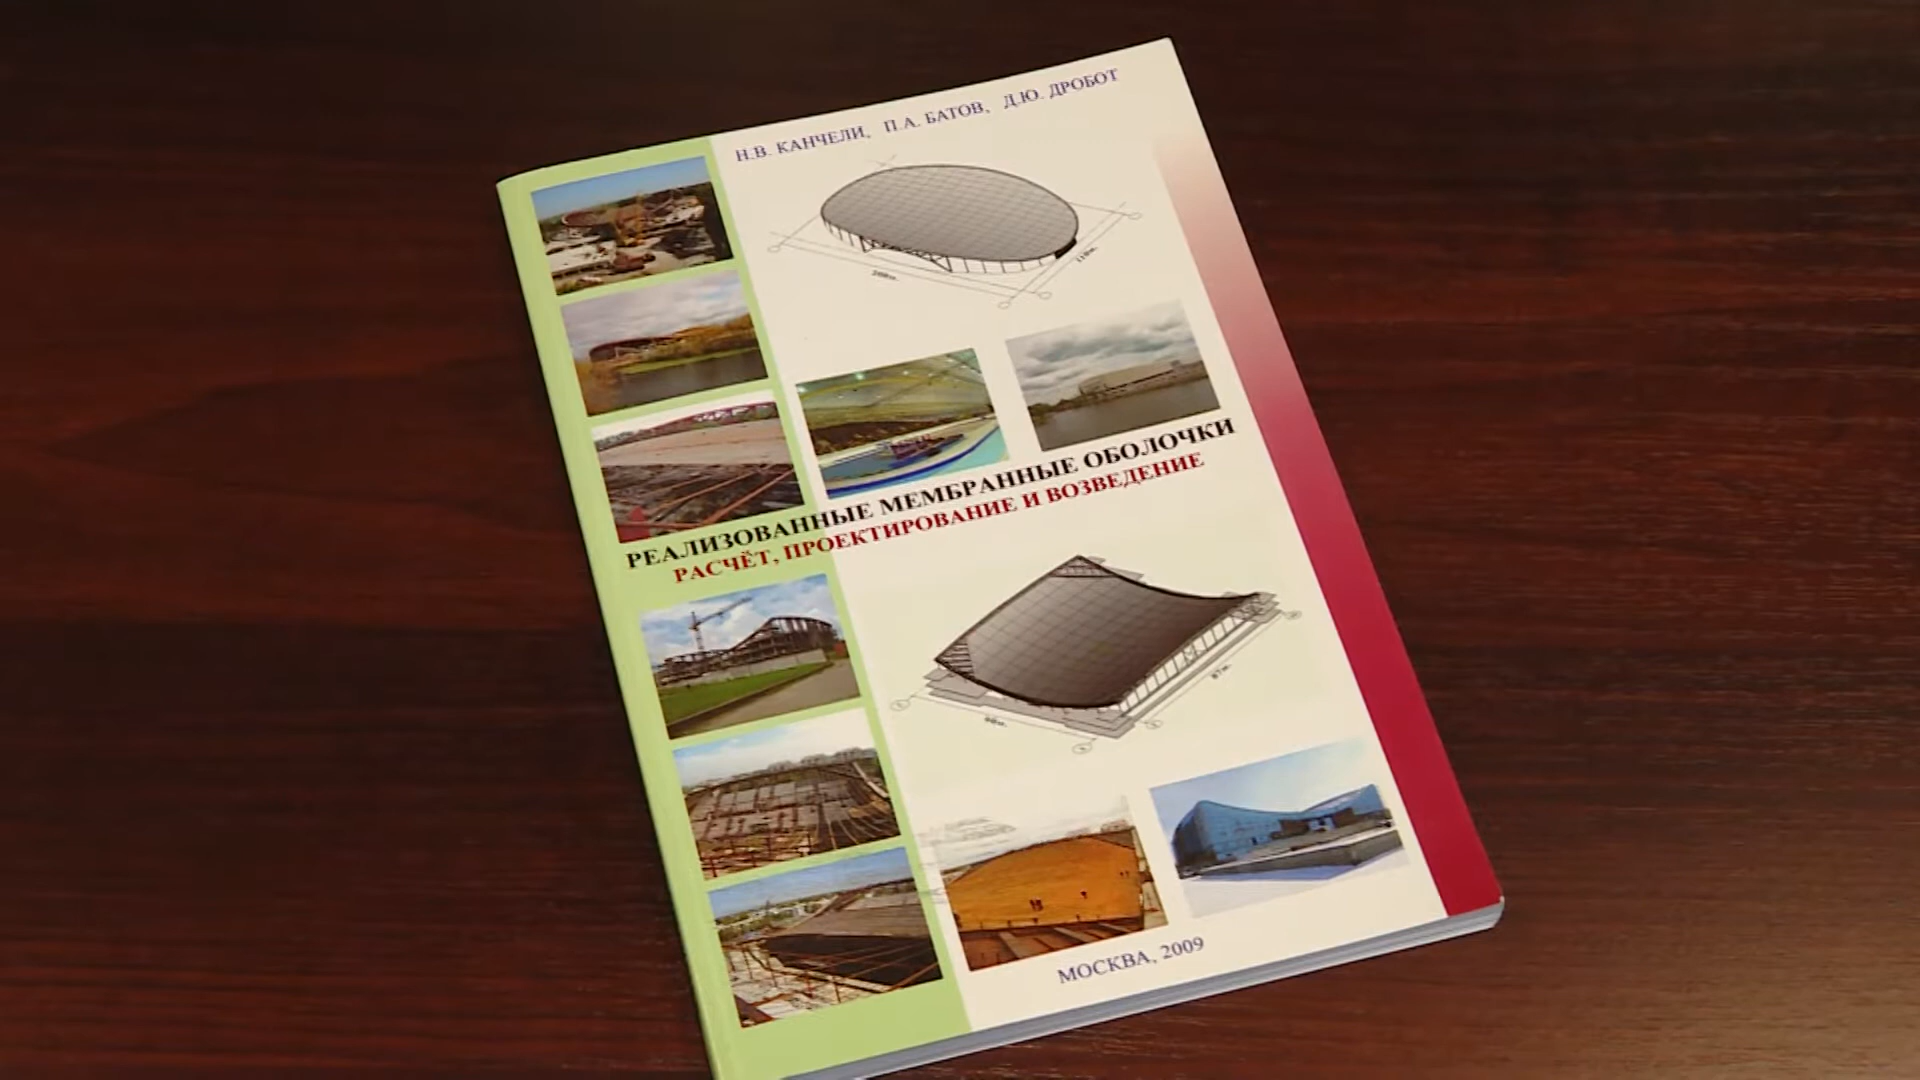 Н.В. КАНЧЕЛИ, П.А. БАТОВ, Д.Ю. ДРОБОТ
РЕАЛИЗОВАННЫЕ МЕМБРАННЫЕ ОБОЛОЧКИ
РАСЧЁТ, ПРОЕКТИРОВАНИЕ И ВОЗВЕДЕНИЕ
МОСКВА, 2009